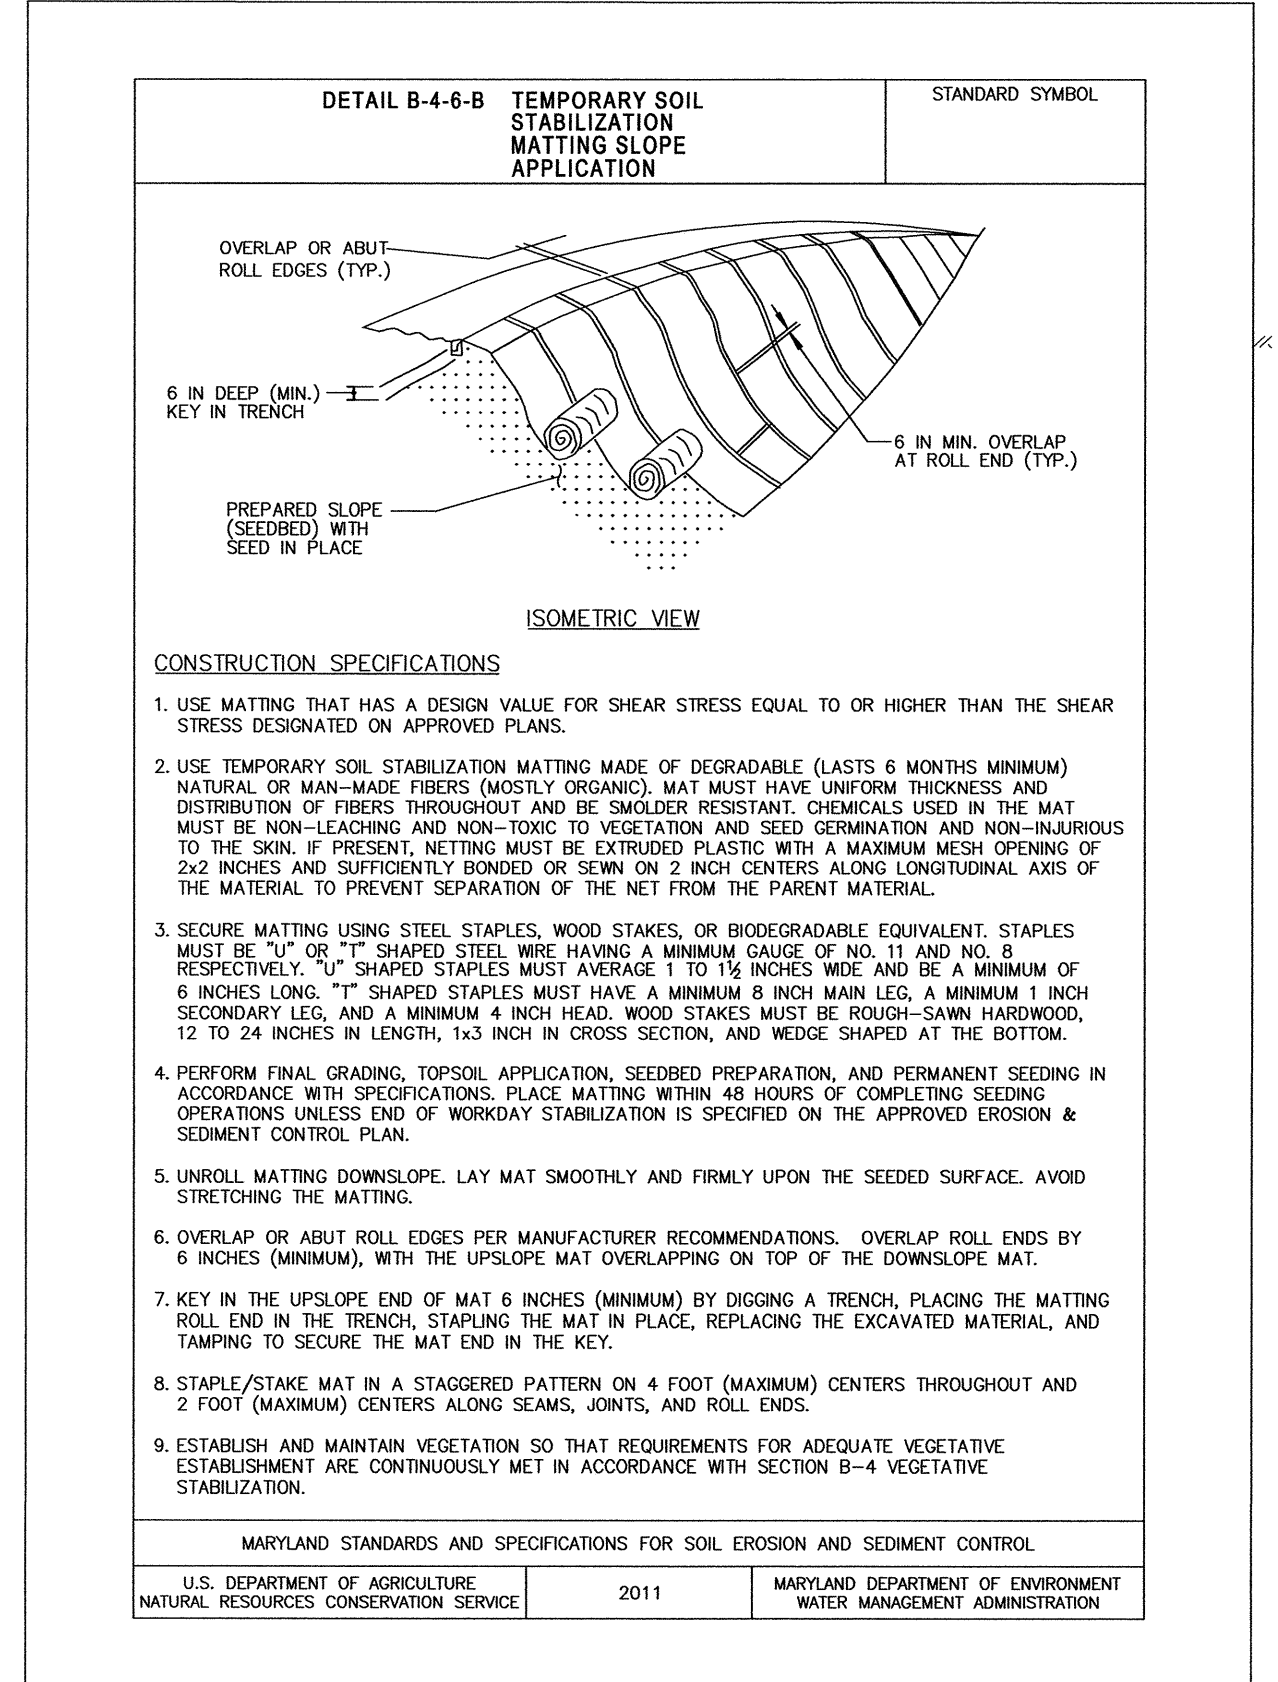 DETAIL B-4-6-B TEMPORARY SOIL
STABILIZATION
MATTING SLOPE
APPLICATION
STANDARD SYMBOL
OVERLAP OR ABUT
ROLL EDGES (TYP.)
6 IN DEEP (MIN.)
KEY IN TRENCH
6 IN MIN. OVERLAP
AT ROLL END (TYP.)
PREPARED SLOPE
(SEEDBED) WITH
SEED IN PLACE
ISOMETRIC VIEW
CONSTRUCTION SPECIFICATIONS
1. USE MATTING THAT HAS A DESIGN VALUE FOR SHEAR STRESS EQUAL TO OR HIGHER THAN THE SHEAR
STRESS DESIGNATED ON APPROVED PLANS.
2. USE TEMPORARY SOIL STABILIZATION MATTING MADE OF DEGRADABLE (LASTS 6 MONTHS MINIMUM)
NATURAL OR MAN-MADE FIBERS (MOSTLY ORGANIC). MAT MUST HAVE UNIFORM THICKNESS AND
DISTRIBUTION OF FIBERS THROUGHOUT AND BE SMOLDER RESISTANT. CHEMICALS USED IN THE MAT
MUST BE NON-LEACHING AND NON-TOXIC TO VEGETATION AND SEED GERMINATION AND NON-INJURIOUS
TO THE SKIN. IF PRESENT, NETTING MUST BE EXTRUDED PLASTIC WITH A MAXIMUM MESH OPENING OF
2x2 INCHES AND SUFFICIENTLY BONDED OR SEWN ON 2 INCH CENTERS ALONG LONGITUDINAL AXIS OF
THE MATERIAL TO PREVENT SEPARATION OF THE NET FROM THE PARENT MATERIAL.
3. SECURE MATTING USING STEEL STAPLES, WOOD STAKES, OR BIODEGRADABLE EQUIVALENT. STAPLES
MUST BE "U" OR "T" SHAPED STEEL WIRE HAVING A MINIMUM GAUGE OF NO. 11 AND NO. 8
RESPECTIVELY. "U" SHAPED STAPLES MUST AVERAGE 1 TO 1½ INCHES WIDE AND BE A MINIMUM OF
6 INCHES LONG. "T" SHAPED STAPLES MUST HAVE A MINIMUM 8 INCH MAIN LEG, A MINIMUM 1 INCH
SECONDARY LEG, AND A MINIMUM 4 INCH HEAD. WOOD STAKES MUST BE ROUGH-SAWN HARDWOOD,
12 TO 24 INCHES IN LENGTH, 1x3 INCH IN CROSS SECTION, AND WEDGE SHAPED AT THE BOTTOM.
4. PERFORM FINAL GRADING, TOPSOIL APPLICATION, SEEDBED PREPARATION, AND PERMANENT SEEDING IN
ACCORDANCE WITH SPECIFICATIONS. PLACE MATTING WITHIN 48 HOURS OF COMPLETING SEEDING
OPERATIONS UNLESS END OF WORKDAY STABILIZATION IS SPECIFIED ON THE APPROVED EROSION &
SEDIMENT CONTROL PLAN.
5. UNROLL MATTING DOWNSLOPE. LAY MAT SMOOTHLY AND FIRMLY UPON THE SEEDED SURFACE. AVOID
STRETCHING THE MATTING.
6. OVERLAP OR ABUT ROLL EDGES PER MANUFACTURER RECOMMENDATIONS. OVERLAP ROLL ENDS BY
6 INCHES (MINIMUM), WITH THE UPSLOPE MAT OVERLAPPING ON TOP OF THE DOWNSLOPE MAT.
7. KEY IN THE UPSLOPE END OF MAT 6 INCHES (MINIMUM) BY DIGGING A TRENCH, PLACING THE MATTING
ROLL END IN THE TRENCH, STAPLING THE MAT IN PLACE, REPLACING THE EXCAVATED MATERIAL, AND
TAMPING TO SECURE THE MAT END IN THE KEY.
8. STAPLE/STAKE MAT IN A STAGGERED PATTERN ON 4 FOOT (MAXIMUM) CENTERS THROUGHOUT AND
2 FOOT (MAXIMUM) CENTERS ALONG SEAMS, JOINTS, AND ROLL ENDS.
9. ESTABLISH AND MAINTAIN VEGETATION SO THAT REQUIREMENTS FOR ADEQUATE VEGETATIVE
ESTABLISHMENT ARE CONTINUOUSLY MET IN ACCORDANCE WITH SECTION B-4 VEGETATIVE
STABILIZATION.
MARYLAND STANDARDS AND SPECIFICATIONS FOR SOIL EROSION AND SEDIMENT CONTROL
U.S. DEPARTMENT OF AGRICULTURE
NATURAL RESOURCES CONSERVATION SERVICE
2011
MARYLAND DEPARTMENT OF ENVIRONMENT
WATER MANAGEMENT ADMINISTRATION